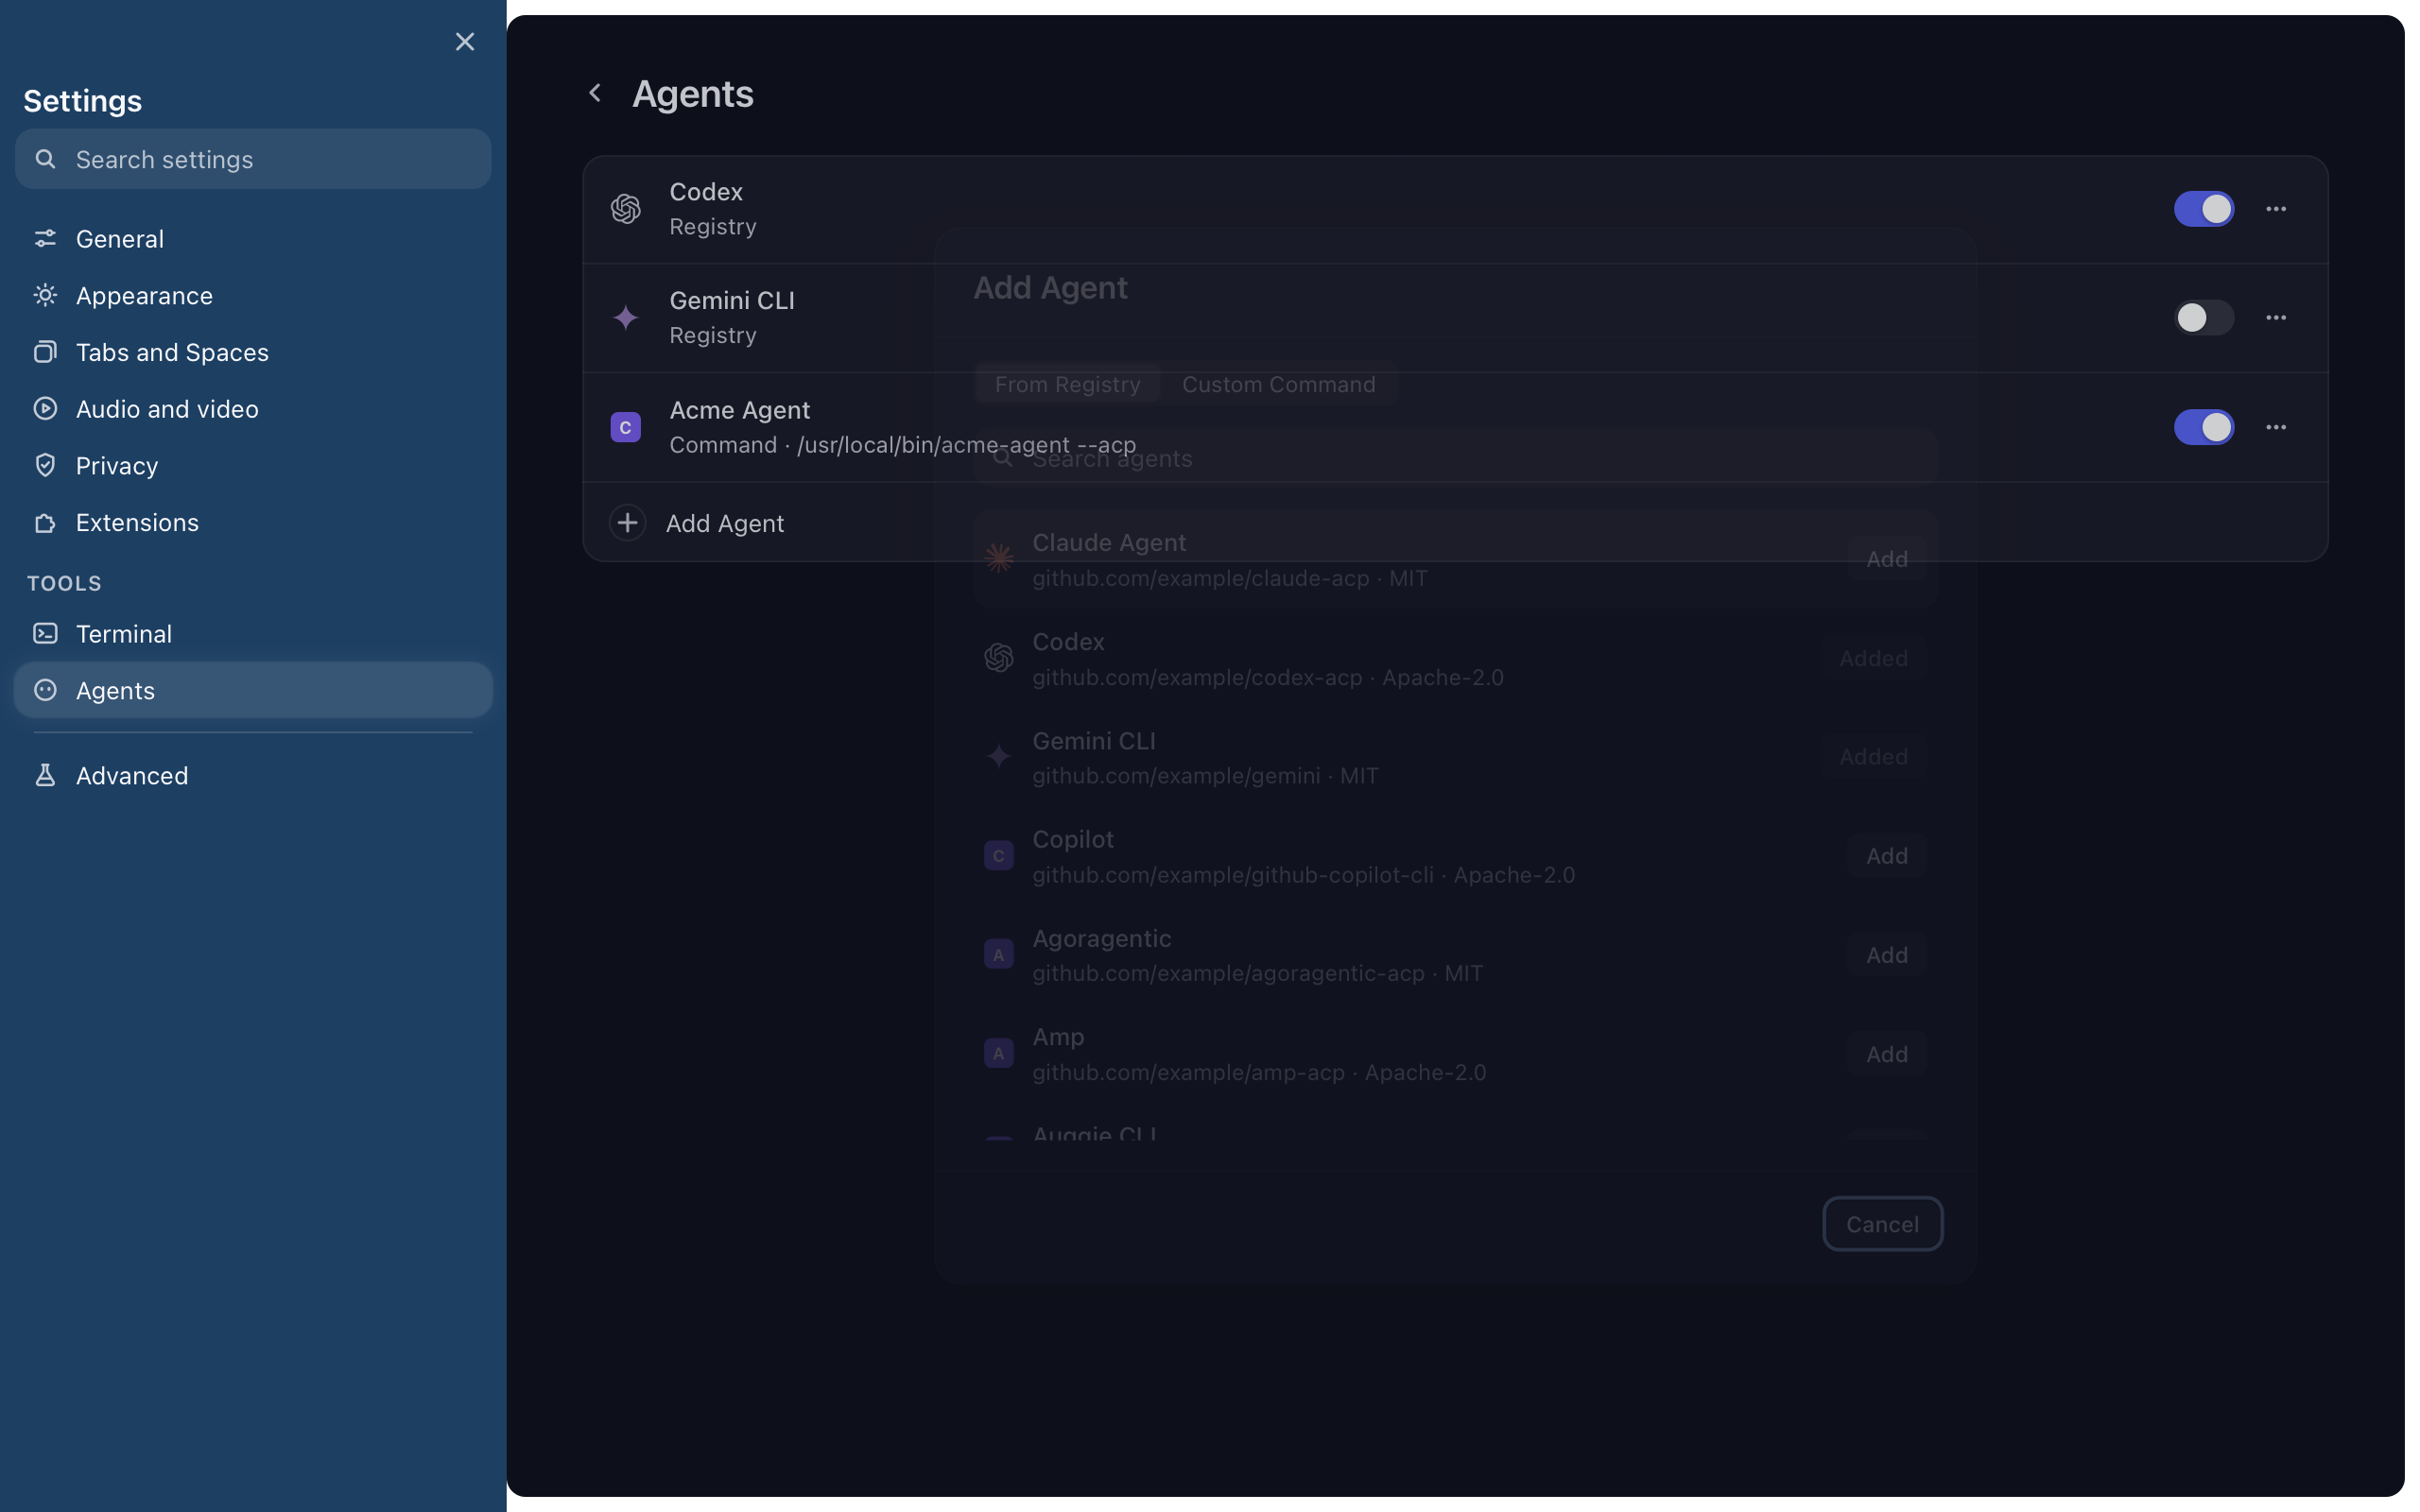 Settings
Search settings
General
Appearance
Tabs and Spaces
Audio and video
Privacy
Extensions
TOOLS
Terminal
Agents
Advanced
Agents
Codex
Registry
Gemini CLI
Registry
C
Acme Agent
Command · /usr/local/bin/acme-agent --acp
Add Agent
Add Agent
From Registry Custom Command
Search agents
Claude Agent
github.com/example/claude-acp · MIT
Add
Codex
github.com/example/codex-acp · Apache-2.0
Added
Gemini CLI
github.com/example/gemini · MIT
Added
C
Copilot
github.com/example/github-copilot-cli · Apache-2.0
Add
A
Agoragentic
github.com/example/agoragentic-acp · MIT
Add
A
Amp
github.com/example/amp-acp · Apache-2.0
Add
Auggie CLI
Cancel